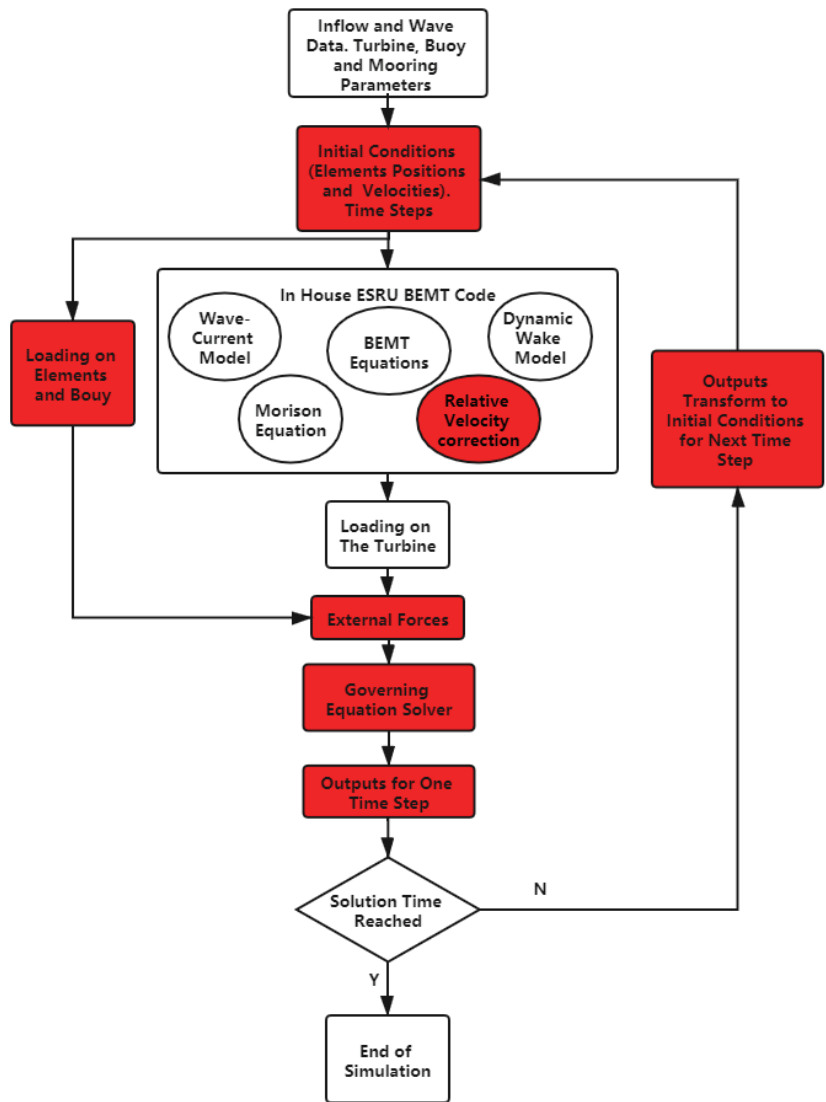 Inflow and Wave
Data. Turbine, Buoy
and Mooring
Parameters
Initial Conditions
(Elements Positions
and Velocities).
Time Steps
In House ESRU BEMT Code
Wave-
Current
Model
BEMT
Equations
Dynamic
Wake
Model
Morison
Equation
Relative
Velocity
correction
Loading on
Elements
and Bouy
Outputs
Transform to
Initial Conditions
for Next Time
Step
Loading on
The Turbine
External Forces
Governing
Equation Solver
Outputs for One
Time Step
Solution Time
Reached
N
Y
End of
Simulation